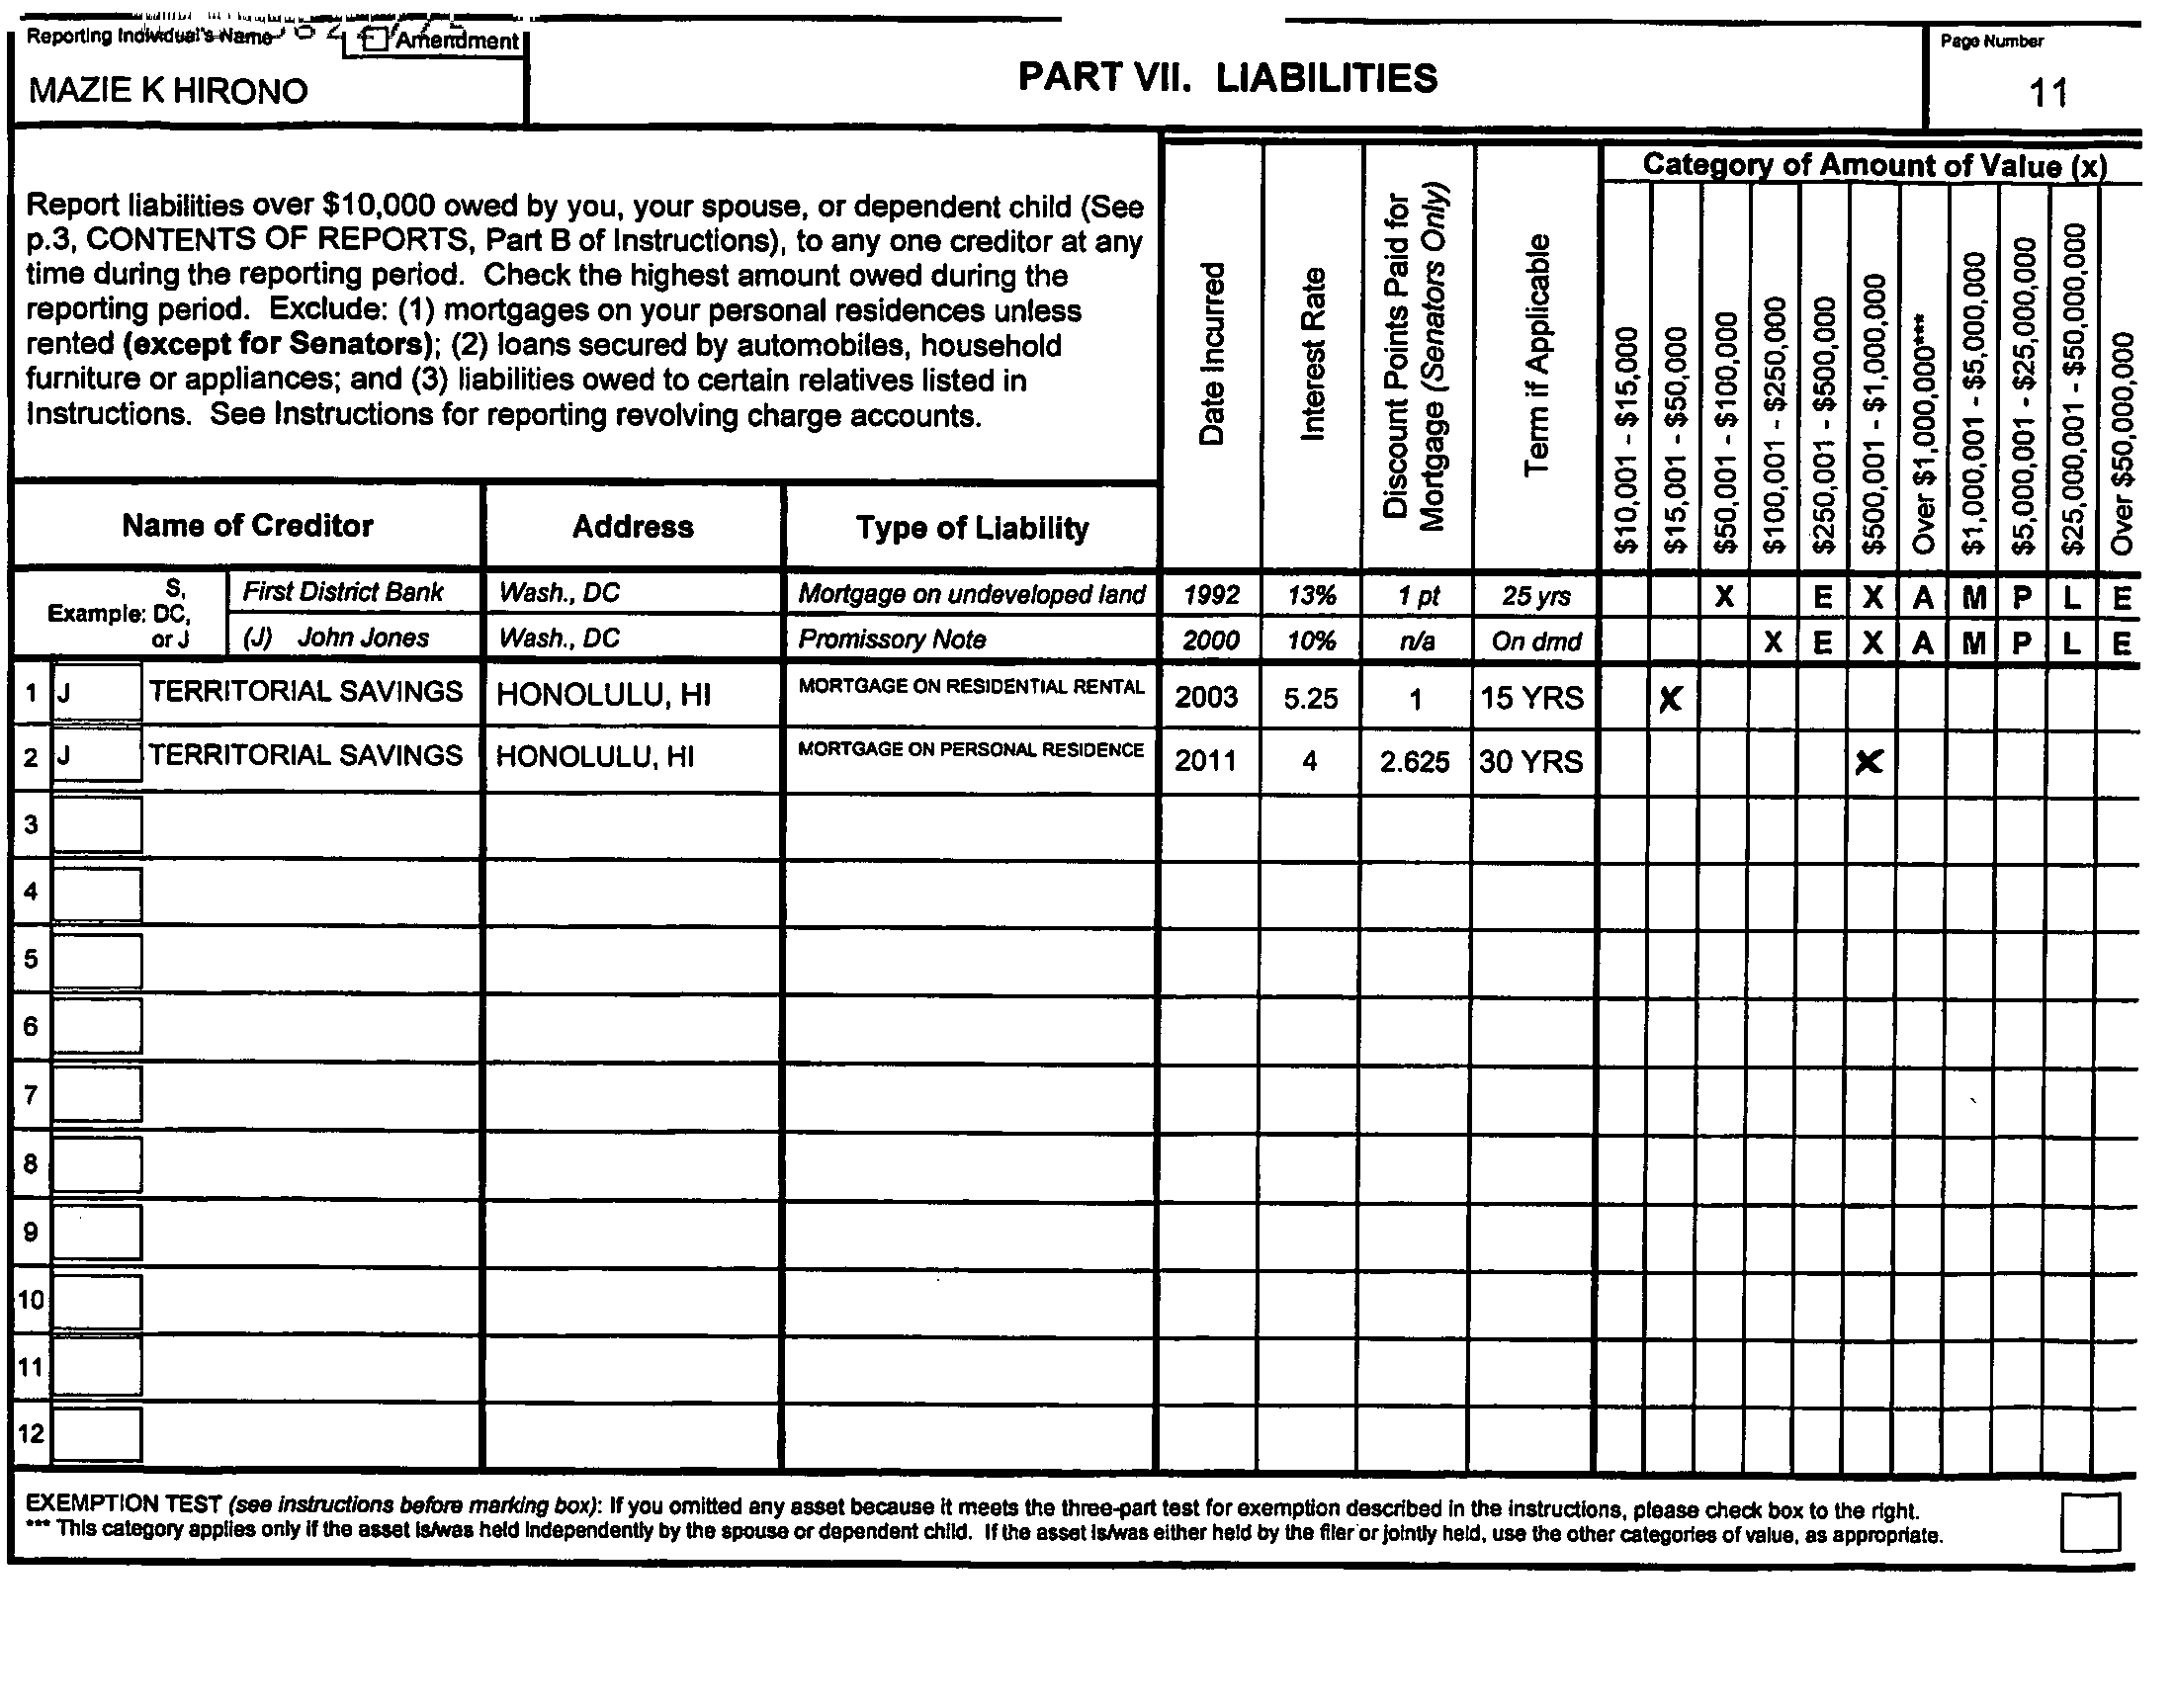 Reporting Individual's Name
Amendment
MAZIE K HIRONO
PART VII. LIABILITIES
Page Number
11
Report liabilities over $10,000 owed by you, your spouse, or dependent child (See
p.3, CONTENTS OF REPORTS, Part B of Instructions), to any one creditor at any
time during the reporting period. Check the highest amount owed during the
reporting period. Exclude: (1) mortgages on your personal residences unless
rented (except for Senators); (2) loans secured by automobiles, household
furniture or appliances; and (3) liabilities owed to certain relatives listed in
Instructions. See Instructions for reporting revolving charge accounts.
Date Incurred
Interest Rate
Discount Points Paid for
Mortgage (Senators Only)
Term if Applicable
Category of Amount of Value (x)
$10,001 - $15,000
$15,001 - $50,000
$50,001 - $100,000
$100,001 - $250,000
$250,001 - $500,000
$500,001 - $1,000,000
Over $1,000,000***
$1,000,001 - $5,000,000
$5,000,001 - $25,000,000
$25,000,001 - $50,000,000
Over $50,000,000
Name of Creditor Address Type of Liability
Example: S, DC, or J
First District Bank Wash., DC Mortgage on undeveloped land 1992 13% 1 pt 25 yrs X E X A M P L E
(J) John Jones Wash., DC Promissory Note 2000 10% n/a On dmd X E X A M P L E
1 J TERRITORIAL SAVINGS HONOLULU, HI MORTGAGE ON RESIDENTIAL RENTAL 2003 5.25 1 15 YRS X
2 J TERRITORIAL SAVINGS HONOLULU, HI MORTGAGE ON PERSONAL RESIDENCE 2011 4 2.625 30 YRS X
3
4
5
6
7
8
9
10
11
12
EXEMPTION TEST (see instructions before marking box): If you omitted any asset because it meets the three-part test for exemption described in the instructions, please check box to the right.
*** This category applies only if the asset is/was held independently by the spouse or dependent child. If the asset is/was either held by the filer or jointly held, use the other categories of value, as appropriate.